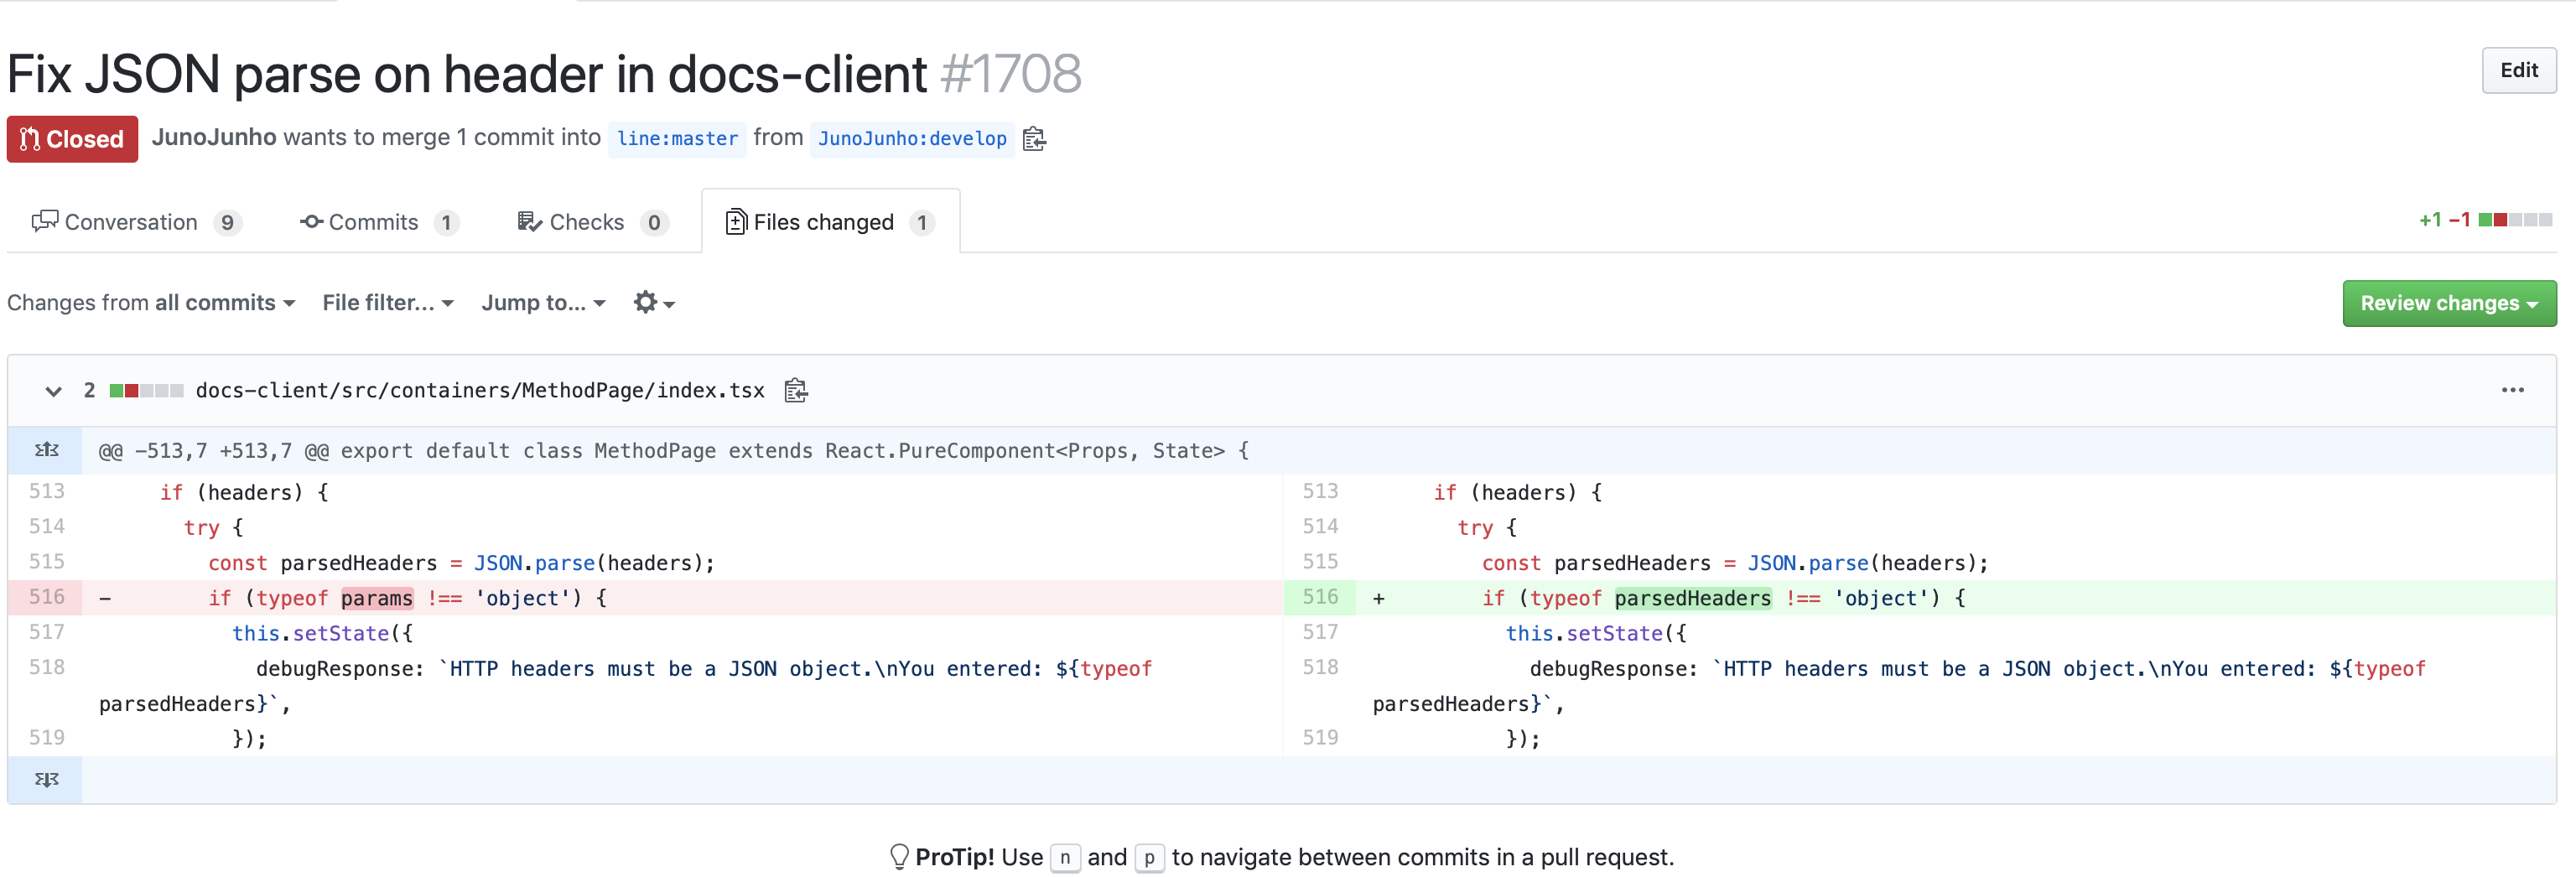 Fix JSON parse on header in docs-client #1708
Edit
Closed JunoJunho wants to merge 1 commit into line:master from JunoJunho:develop
Conversation 9 Commits 1 Checks 0 Files changed 1
+1 −1
Changes from all commits File filter... Jump to...
Review changes
2 docs-client/src/containers/MethodPage/index.tsx
@@ -513,7 +513,7 @@ export default class MethodPage extends React.PureComponent<Props, State> {
513 if (headers) {
514 try {
515 const parsedHeaders = JSON.parse(headers);
516 - if (typeof params !== 'object') {
517 this.setState({
518 debugResponse: `HTTP headers must be a JSON object.\nYou entered: ${typeof
parsedHeaders}`,
519 });
513 if (headers) {
514 try {
515 const parsedHeaders = JSON.parse(headers);
516 + if (typeof parsedHeaders !== 'object') {
517 this.setState({
518 debugResponse: `HTTP headers must be a JSON object.\nYou entered: ${typeof
parsedHeaders}`,
519 });
ProTip! Use n and p to navigate between commits in a pull request.